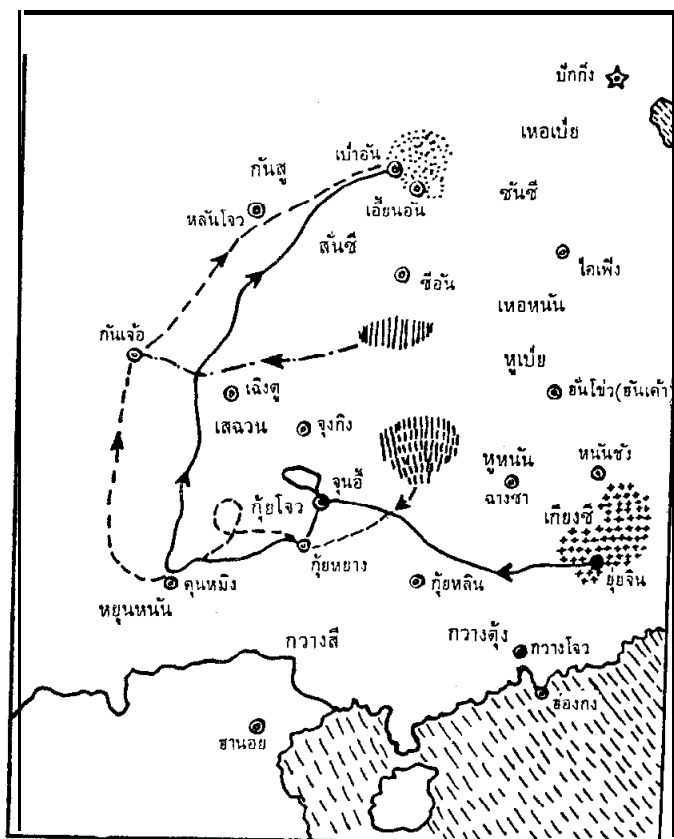 ปักกิ่ง
เหอเป่ย
เป่าอัน
กันสู
ซันซี
เอี๊ยนอัน
หลันโจว
สั่นซี
ไคเฟิง
ซีอัน
เหอหนัน
กันเจ้อ
หูเป่ย
เฉิงตู
ฮั่นโข่ว(ฮันเค้า)
เสฉวน
จุงกิง
หูหนัน
หนันชัง
จุนอี้
ฉางซา
กุ้ยโจว
เกียงซี
กุ้ยหยาง
ยุ่ยจิน
คุนหมิง
กุ้ยหลิน
หยุนหนัน
กวางสี
กวางตุ้ง
กวางโจว
ฮ่องกง
ฮานอย